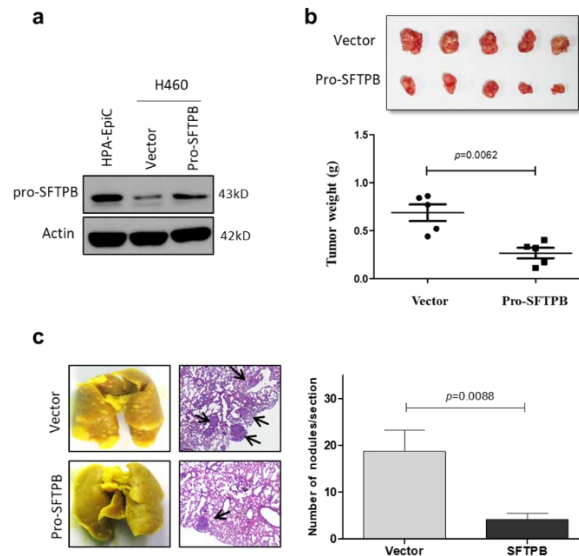 a
H460
HPA-EpiC
Vector
Pro-SFTPB
pro-SFTPB
43kD
Actin
42kD
b
Vector
Pro-SFTPB
Tumor weight (g)
1.5
1.0
0.5
0.0
p=0.0062
Vector
Pro-SFTPB
c
Vector
Pro-SFTPB
Number of nodules/section
30
20
10
0
p=0.0088
Vector
SFTPB